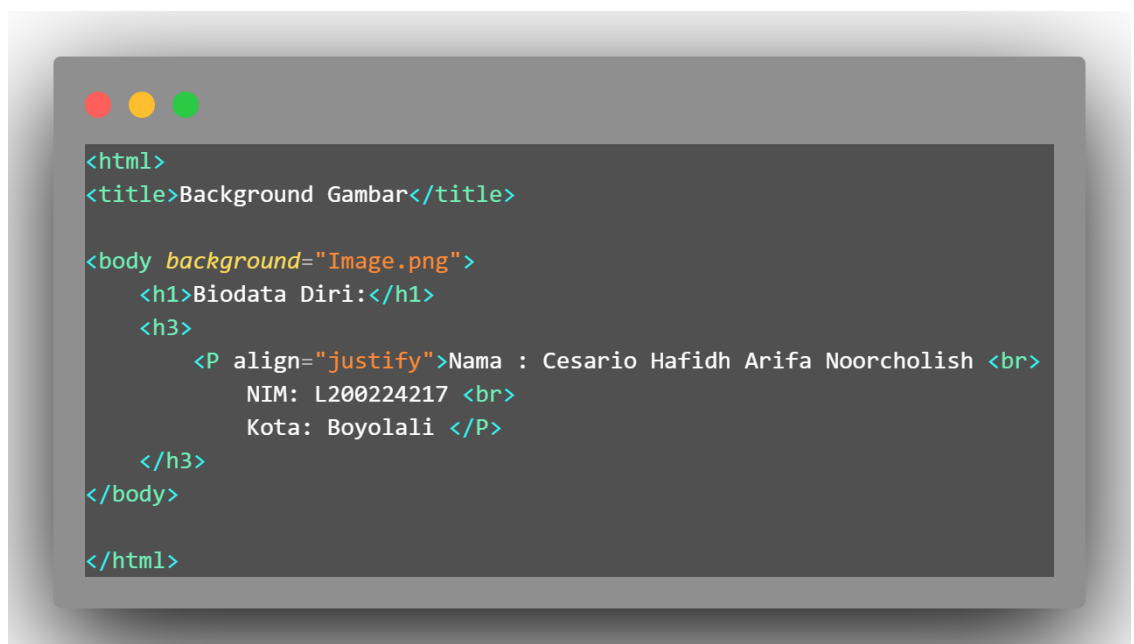 <html>
<title>Background Gambar</title>
<body background="Image.png">
<h1>Biodata Diri:</h1>
<h3>
<P align="justify">Nama : Cesario Hafidh Arifa Noorcholish <br>
NIM: L200224217 <br>
Kota: Boyolali </P>
</h3>
</body>
</html>